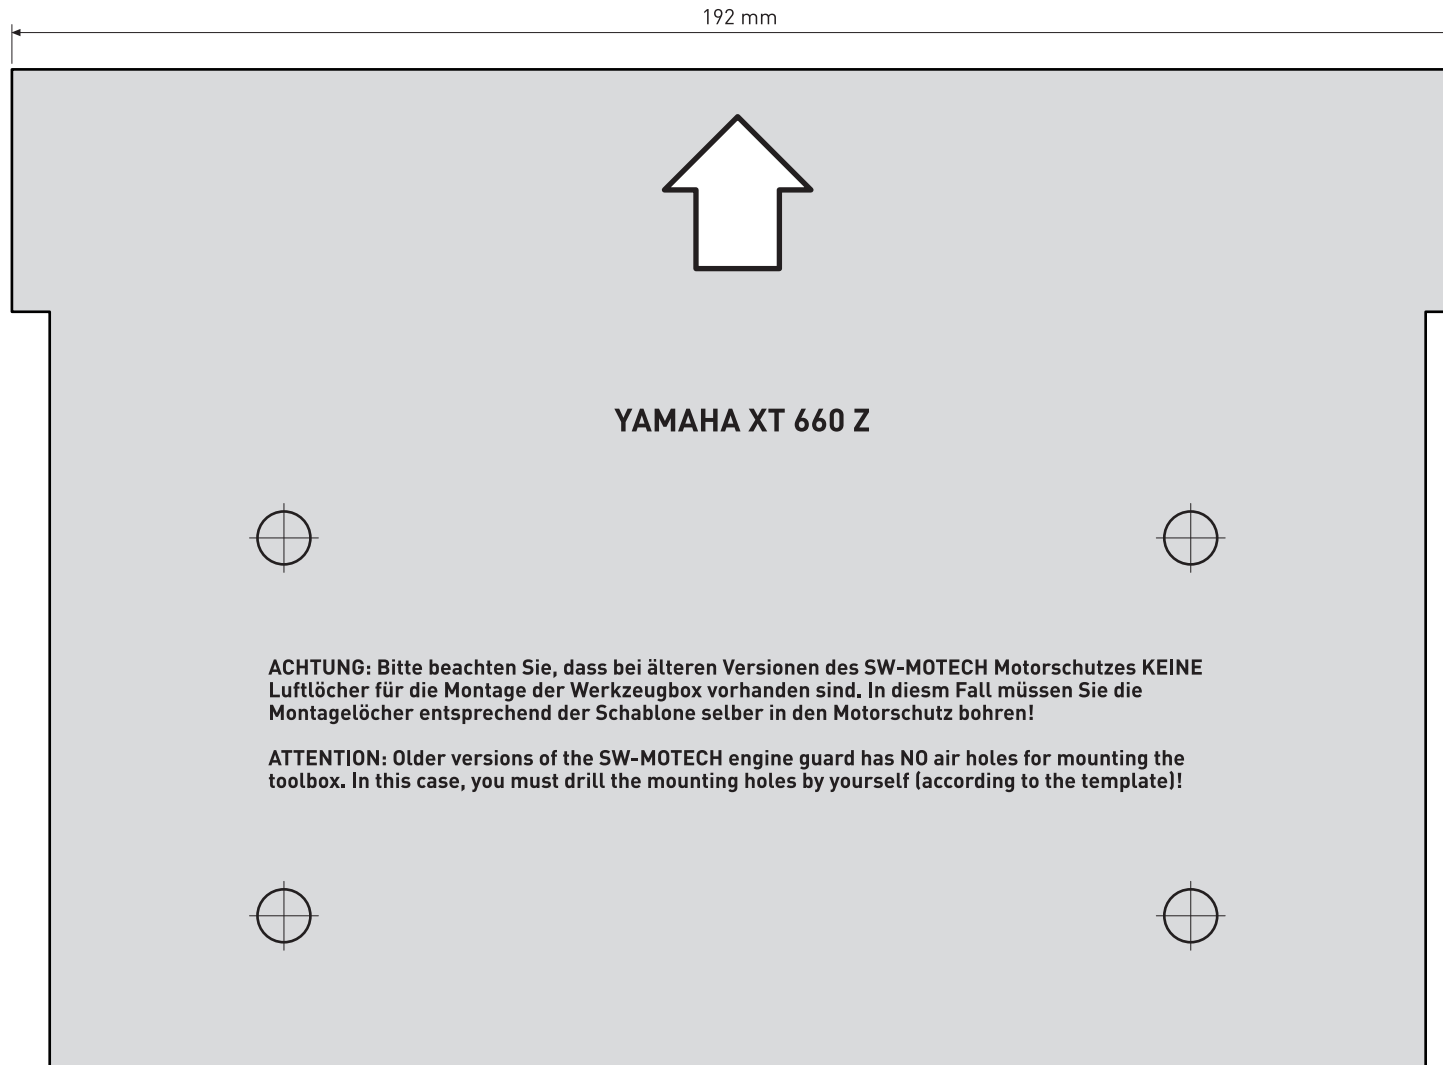 192 mm
YAMAHA XT 660 Z
ACHTUNG: Bitte beachten Sie, dass bei älteren Versionen des SW-MOTECH Motorschutzes KEINE
Luftlöcher für die Montage der Werkzeugbox vorhanden sind. In diesm Fall müssen Sie die
Montagelöcher entsprechend der Schablone selber in den Motorschutz bohren!
ATTENTION: Older versions of the SW-MOTECH engine guard has NO air holes for mounting the
toolbox. In this case, you must drill the mounting holes by yourself (according to the template)!